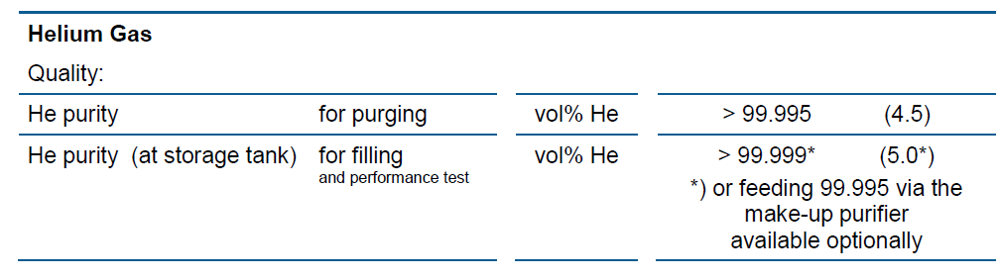 Helium Gas
Quality:
He purity for purging vol% He > 99.995 (4.5)
He purity (at storage tank) for filling vol% He > 99.999* (5.0*)
and performance test
*) or feeding 99.995 via the
make-up purifier
available optionally